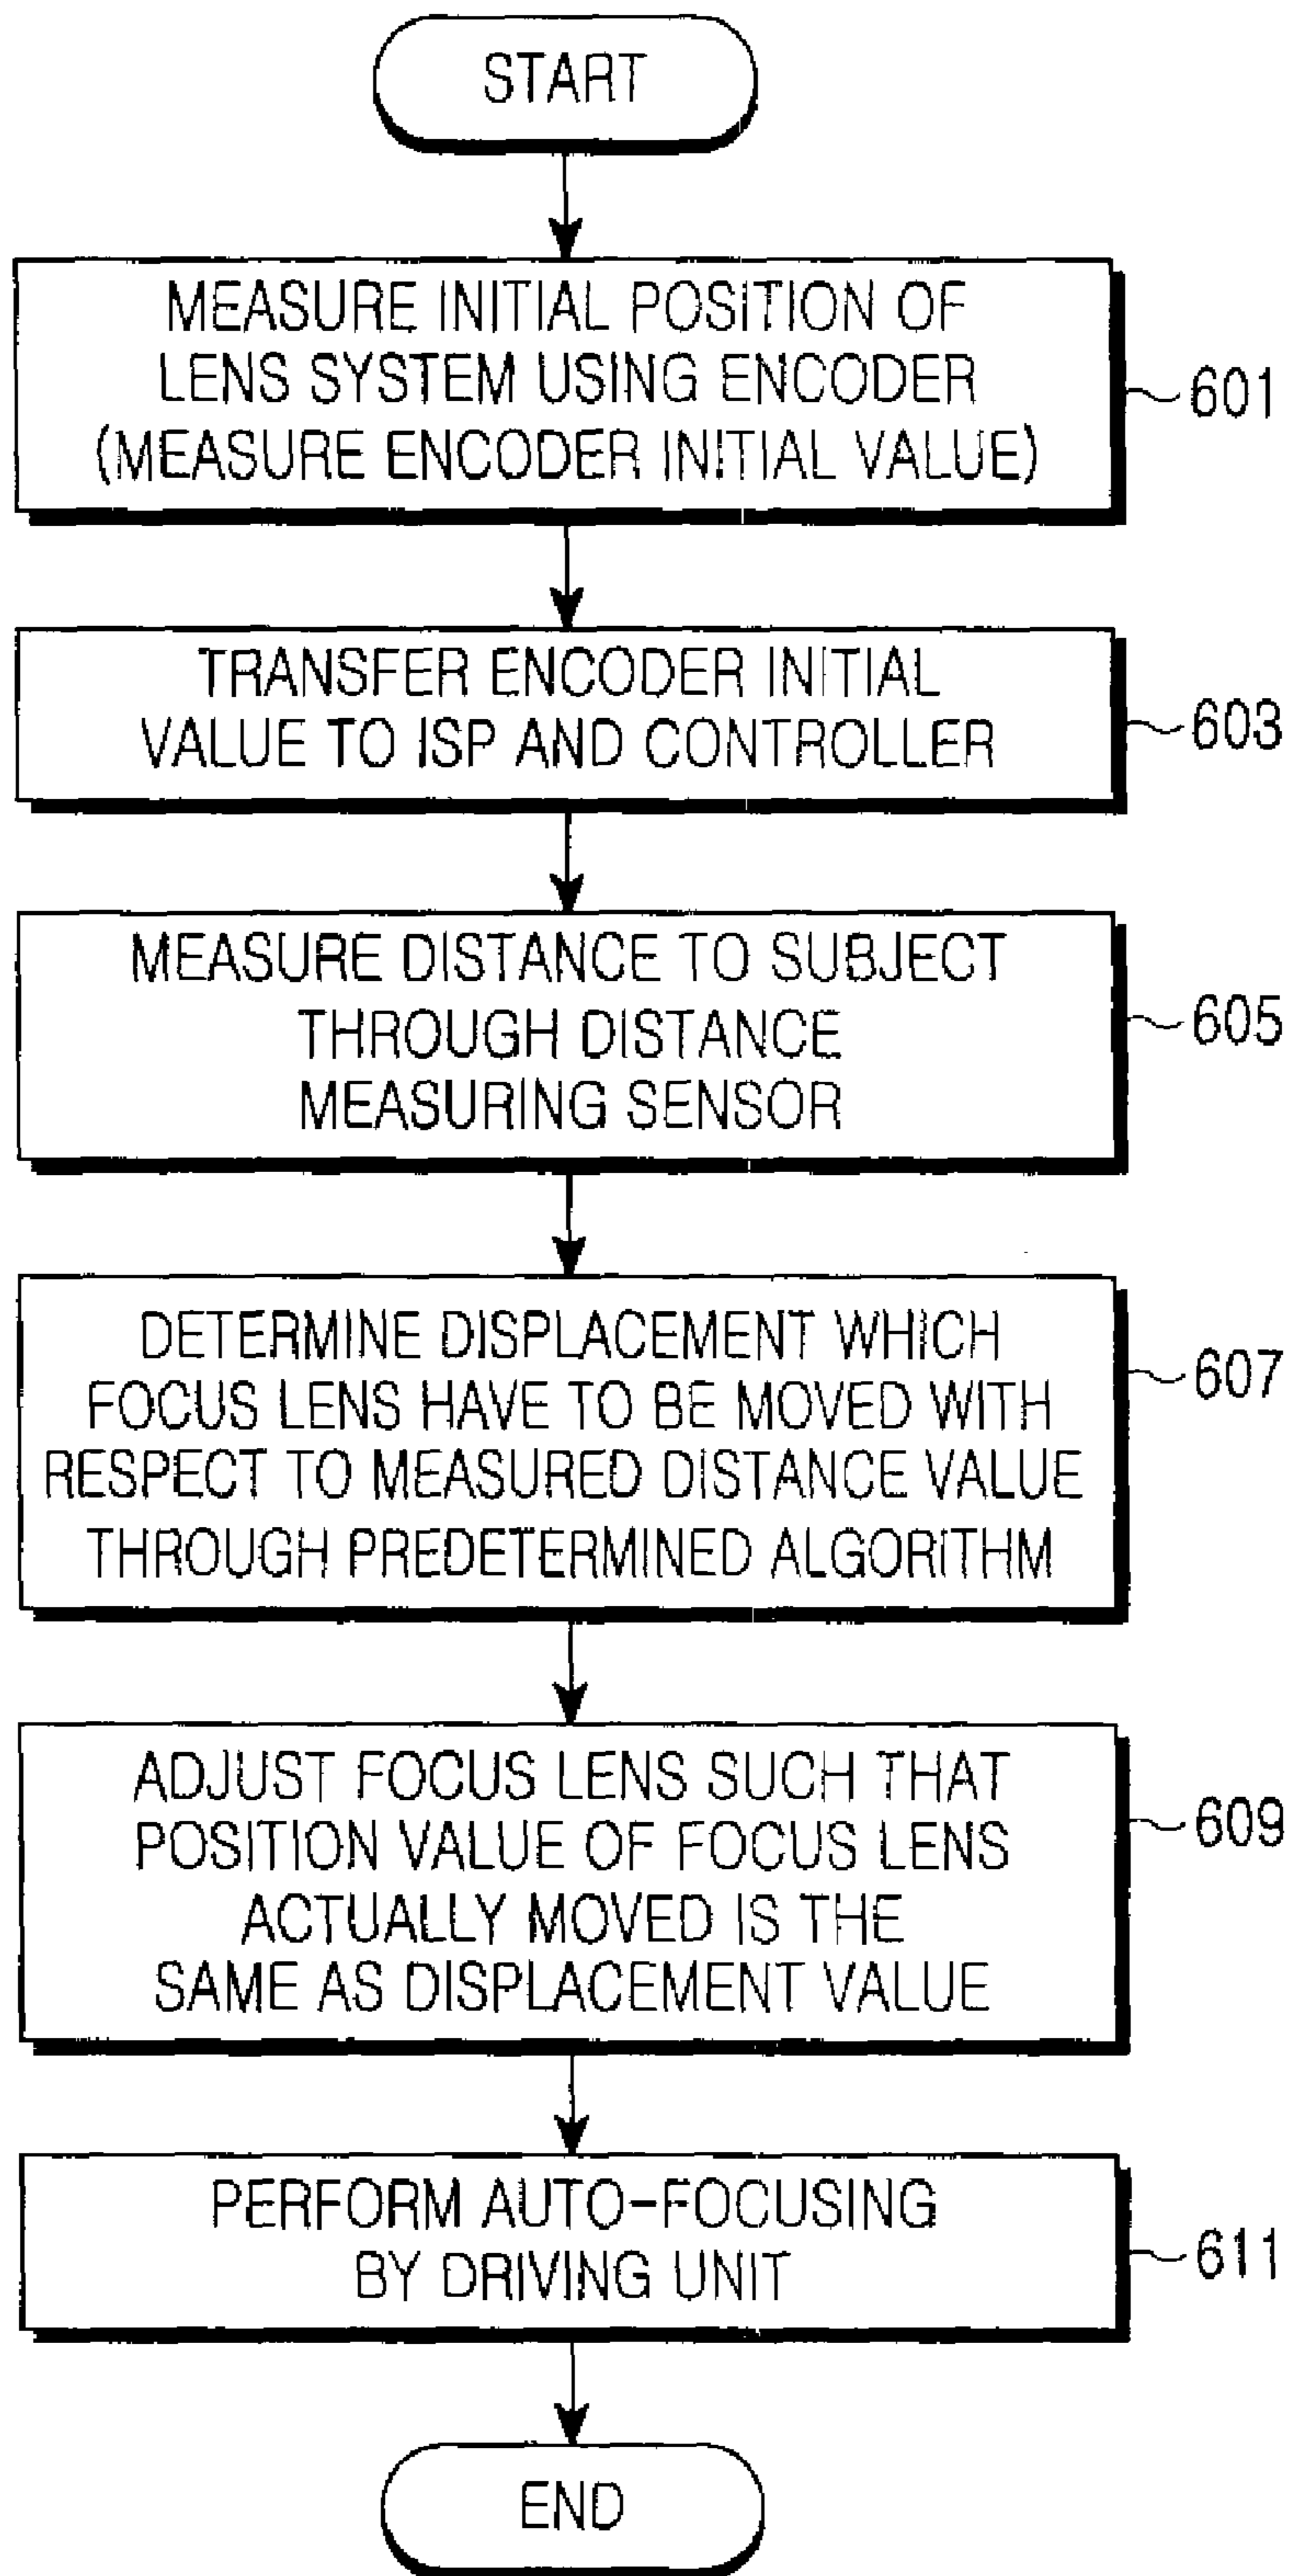 START
MEASURE INITIAL POSITION OF
LENS SYSTEM USING ENCODER
(MEASURE ENCODER INITIAL VALUE)
601
TRANSFER ENCODER INITIAL
VALUE TO ISP AND CONTROLLER
603
MEASURE DISTANCE TO SUBJECT
THROUGH DISTANCE
MEASURING SENSOR
605
DETERMINE DISPLACEMENT WHICH
FOCUS LENS HAVE TO BE MOVED WITH
RESPECT TO MEASURED DISTANCE VALUE
THROUGH PREDETERMINED ALGORITHM
607
ADJUST FOCUS LENS SUCH THAT
POSITION VALUE OF FOCUS LENS
ACTUALLY MOVED IS THE
SAME AS DISPLACEMENT VALUE
609
PERFORM AUTO-FOCUSING
BY DRIVING UNIT
611
END